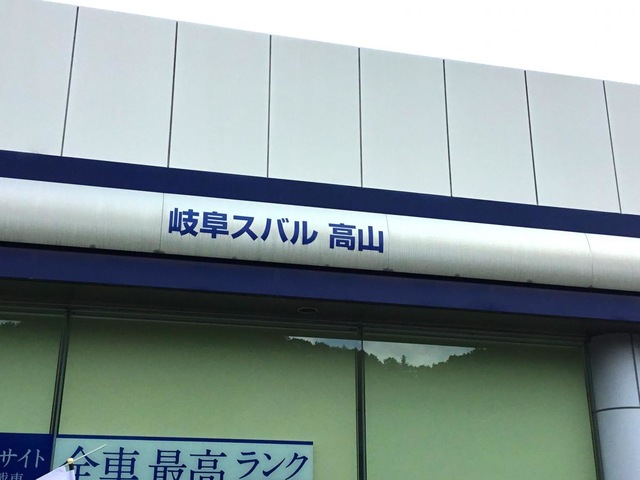 岐阜スバル 高山
サイト
全車最高ランク